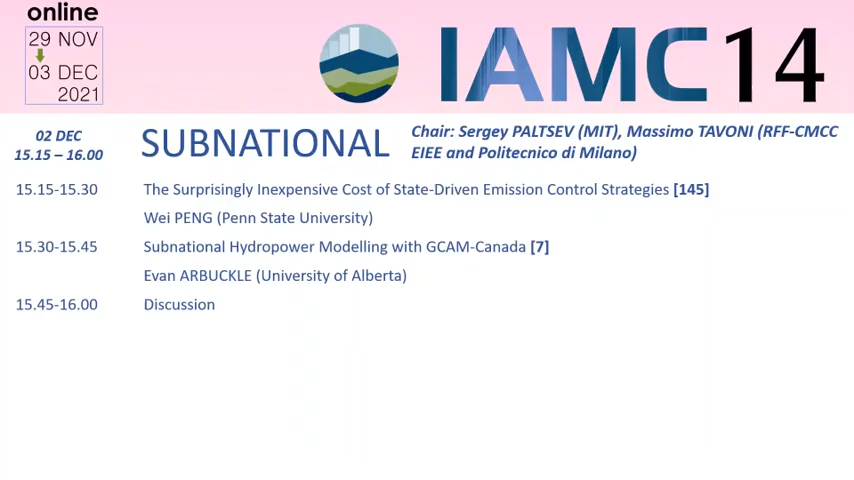 online
29 NOV
03 DEC
2021
IAMC 14
02 DEC
15.15 – 16.00
SUBNATIONAL
Chair: Sergey PALTSEV (MIT), Massimo TAVONI (RFF-CMCC
EIEE and Politecnico di Milano)
15.15-15.30 The Surprisingly Inexpensive Cost of State-Driven Emission Control Strategies [145]
Wei PENG (Penn State University)
15.30-15.45 Subnational Hydropower Modelling with GCAM-Canada [7]
Evan ARBUCKLE (University of Alberta)
15.45-16.00 Discussion